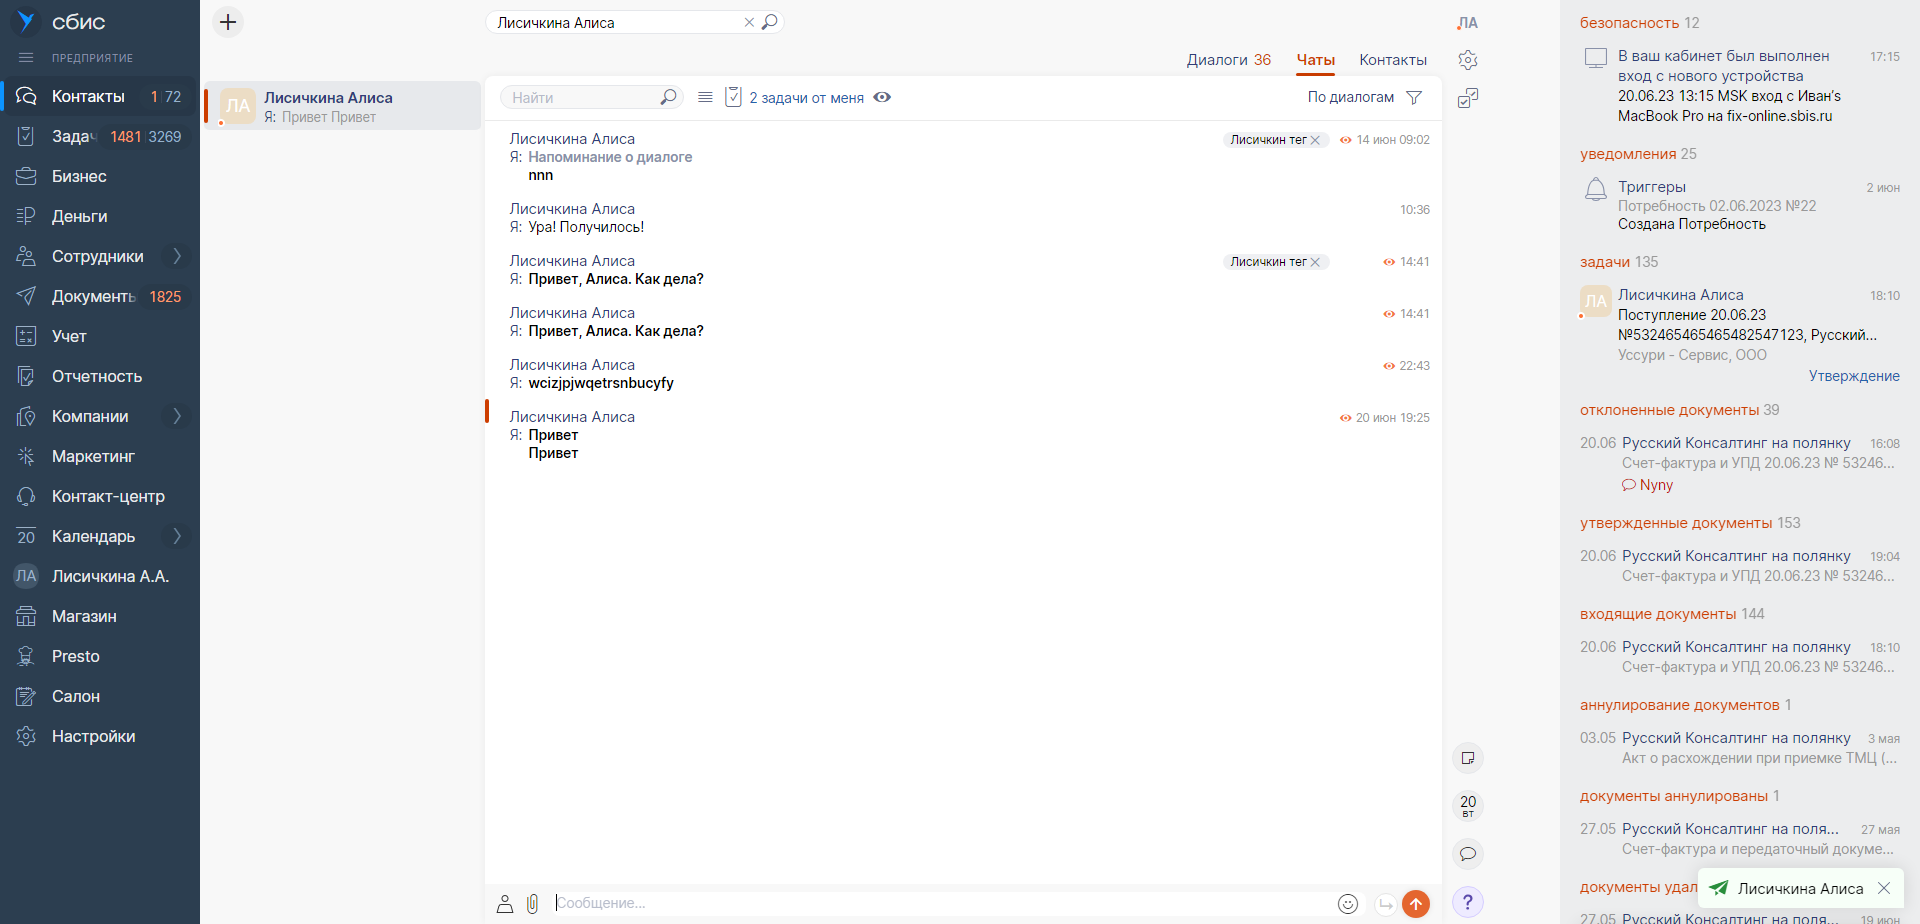 сбис
ПРЕДПРИЯТИЕ
Контакты 1 72
Задач 1481 3269
Бизнес
Деньги
Сотрудники
Документы 1825
Учет
Отчетность
Компании
Маркетинг
Контакт-центр
20 Календарь
ЛА Лисичкина А.А.
Магазин
Presto
Салон
Настройки
ЛА Лисичкина Алиса
Я: Привет Привет
Лисичкина Алиса
Диалоги 36 Чаты Контакты
Найти 2 задачи от меня По диалогам
Лисичкина Алиса Лисичкин тег 14 июн 09:02
Я: Напоминание о диалоге
nnn
Лисичкина Алиса 10:36
Я: Ура! Получилось!
Лисичкина Алиса Лисичкин тег 14:41
Я: Привет, Алиса. Как дела?
Лисичкина Алиса 14:41
Я: Привет, Алиса. Как дела?
Лисичкина Алиса 22:43
Я: wcizjpjwqetrsnbucyfy
Лисичкина Алиса 20 июн 19:25
Я: Привет
Привет
Сообщение...
ЛА
20
ВТ
?
безопасность 12
В ваш кабинет был выполнен 17:15
вход с нового устройства
20.06.23 13:15 MSK вход с Иван's
MacBook Pro на fix-online.sbis.ru
уведомления 25
Триггеры 2 июн
Потребность 02.06.2023 №22
Создана Потребность
задачи 135
ЛА Лисичкина Алиса 18:10
Поступление 20.06.23
№532465465465482547123, Русский...
Уссури - Сервис, ООО
Утверждение
отклоненные документы 39
20.06 Русский Консалтинг на полянку 16:08
Счет-фактура и УПД 20.06.23 № 53246...
Nyny
утвержденные документы 153
20.06 Русский Консалтинг на полянку 19:04
Счет-фактура и УПД 20.06.23 № 53246...
входящие документы 144
20.06 Русский Консалтинг на полянку 18:10
Счет-фактура и УПД 20.06.23 № 53246...
аннулирование документов 1
03.05 Русский Консалтинг на полянку 3 мая
Акт о расхождении при приемке ТМЦ (...
документы аннулированы 1
27.05 Русский Консалтинг на поля... 27 мая
Счет-фактура и передаточный докуме...
документы удал
Лисичкина Алиса
27.05 Русский Консалтинг на поля... 19 июн